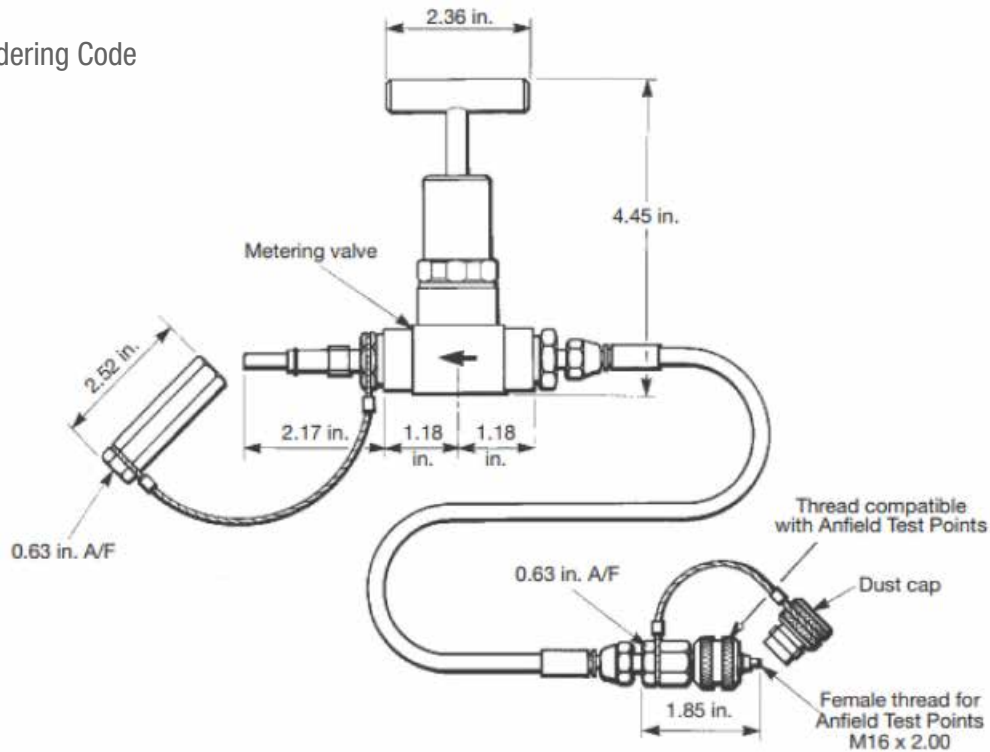 2.36 in.
dering Code
4.45 in.
Metering valve
2.52 in.
2.17 in.
1.18
in.
1.18
in.
Thread compatible
with Anfield Test Points
0.63 in. A/F
0.63 in. A/F
Dust cap
1.85 in.
Female thread for
Anfield Test Points
M16 x 2.00